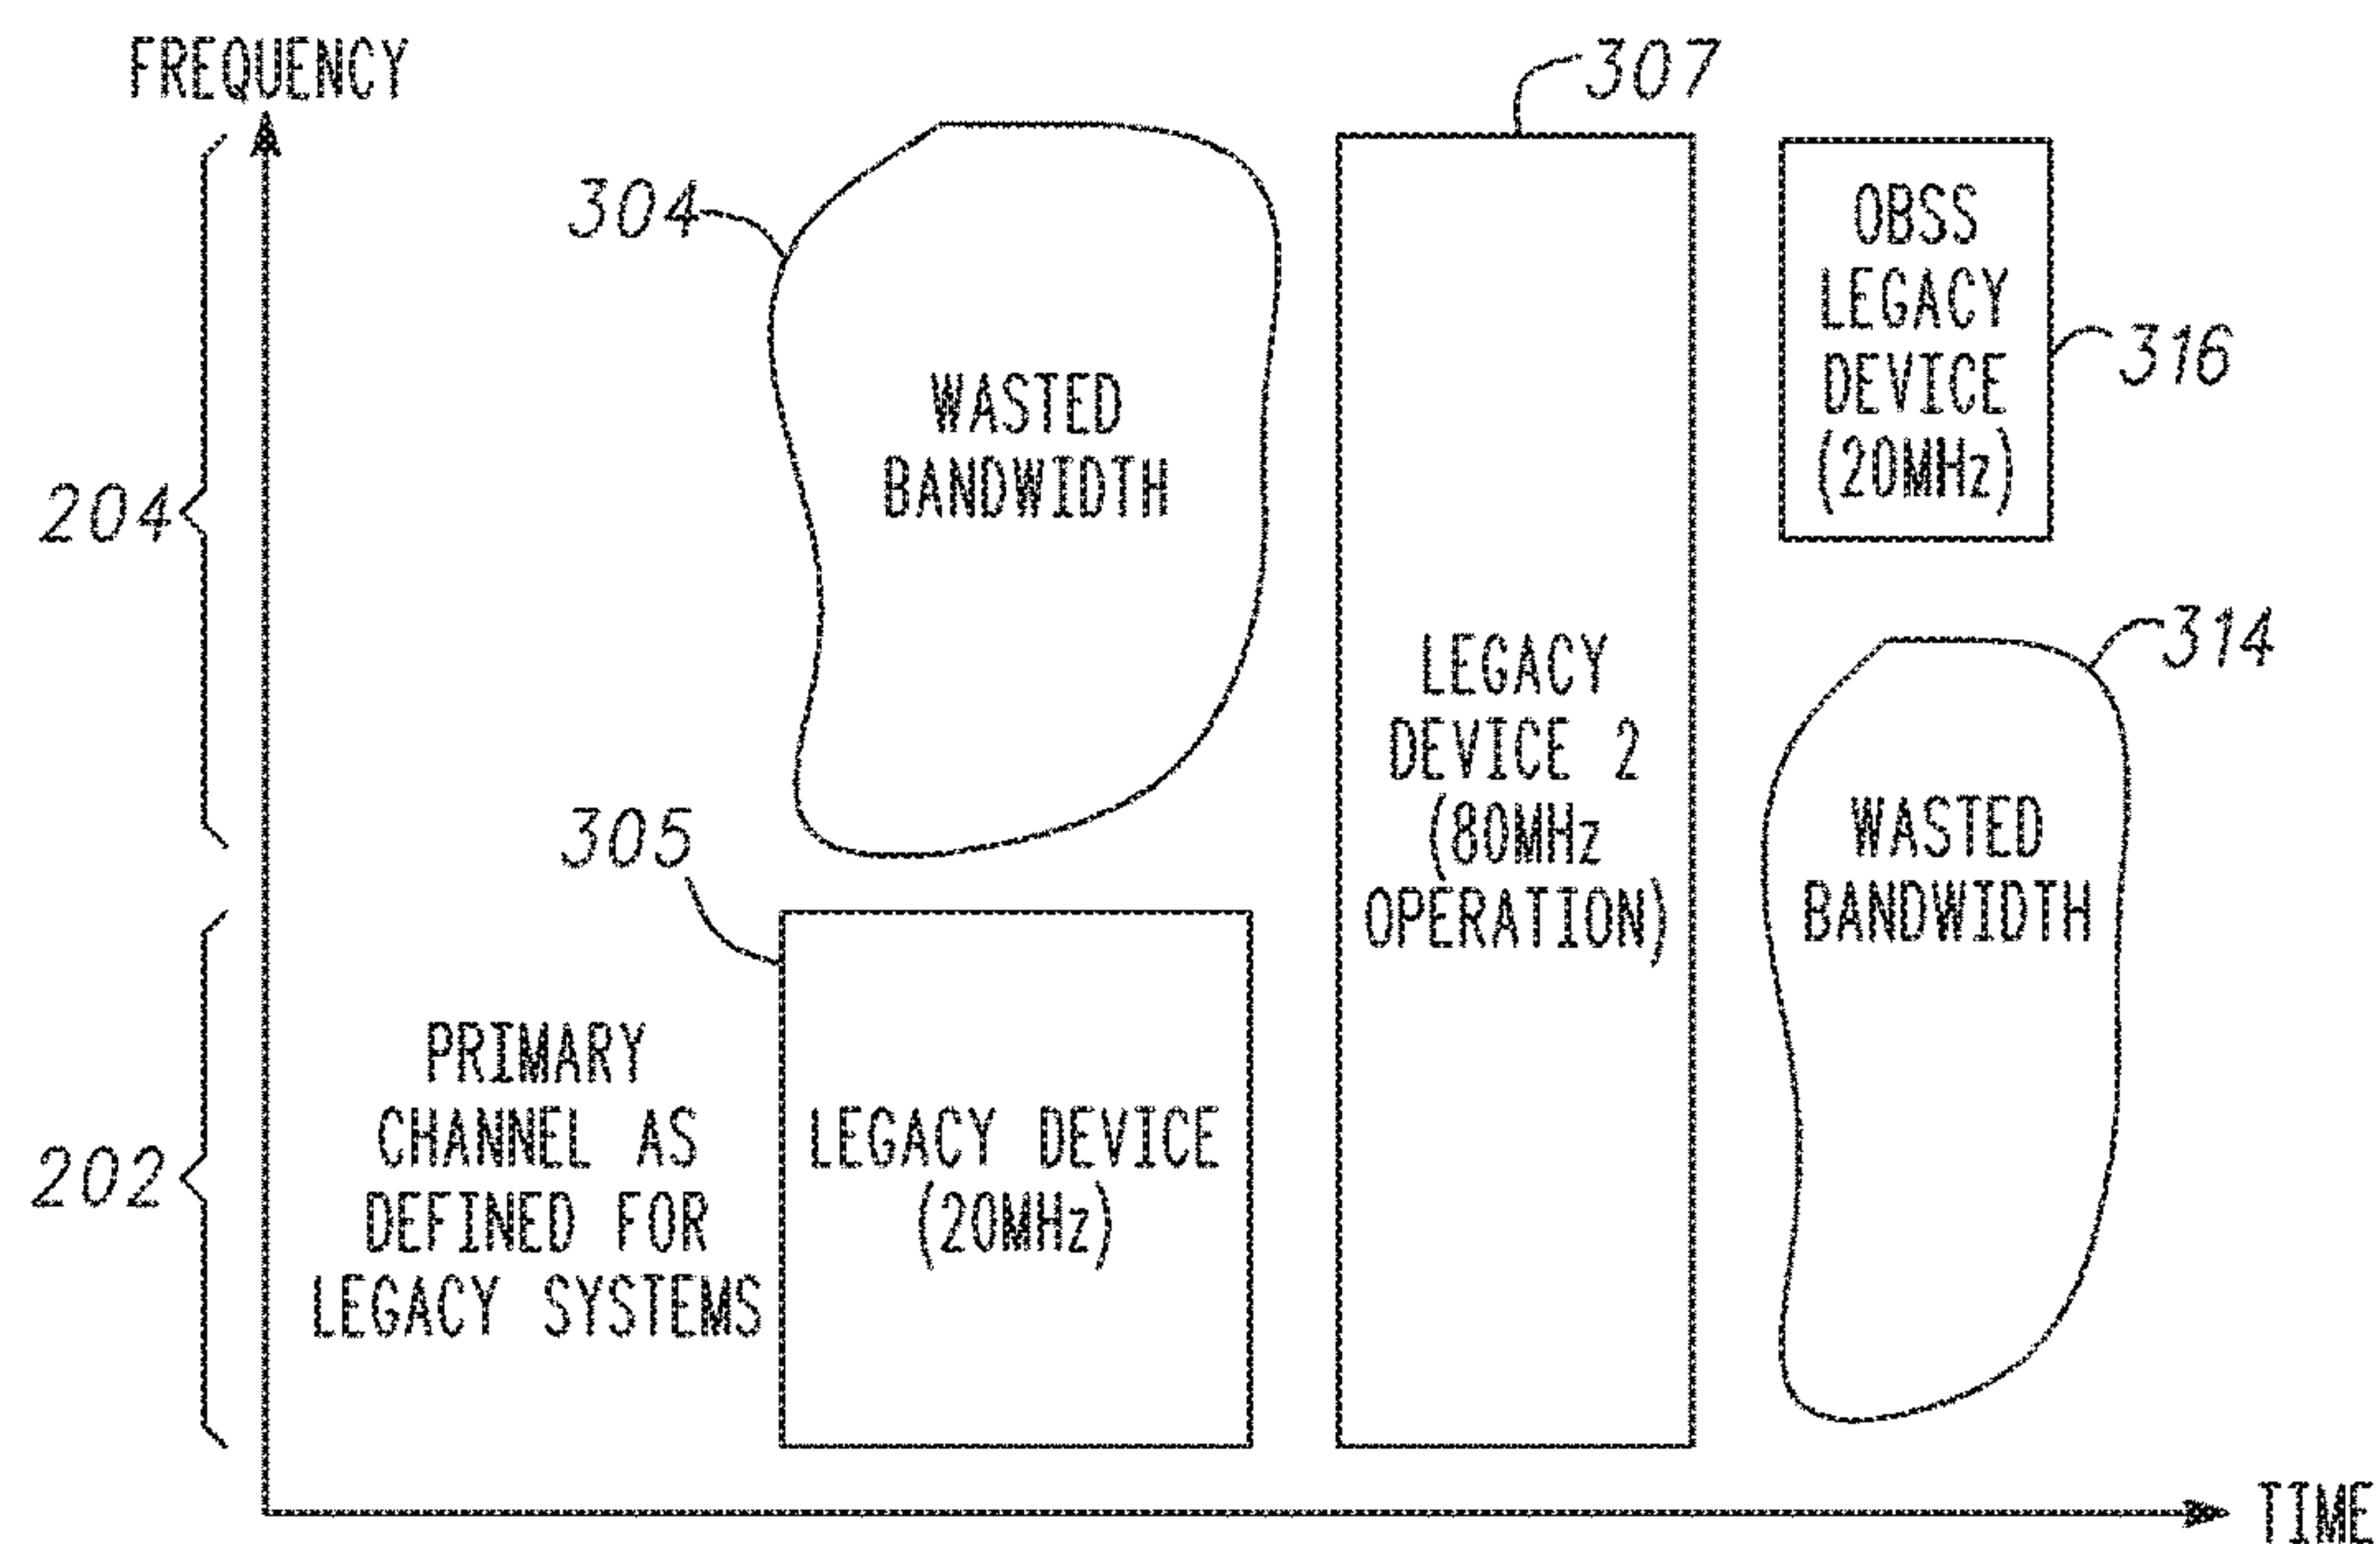 FREQUENCY
307
304
OBSS
LEGACY
DEVICE
(20MHz)
316
WASTED
BANDWIDTH
204
314
LEGACY
DEVICE 2
(80MHz
OPERATION)
305
WASTED
BANDWIDTH
PRIMARY
CHANNEL AS
DEFINED FOR
LEGACY SYSTEMS
LEGACY DEVICE
(20MHz)
202
TIME